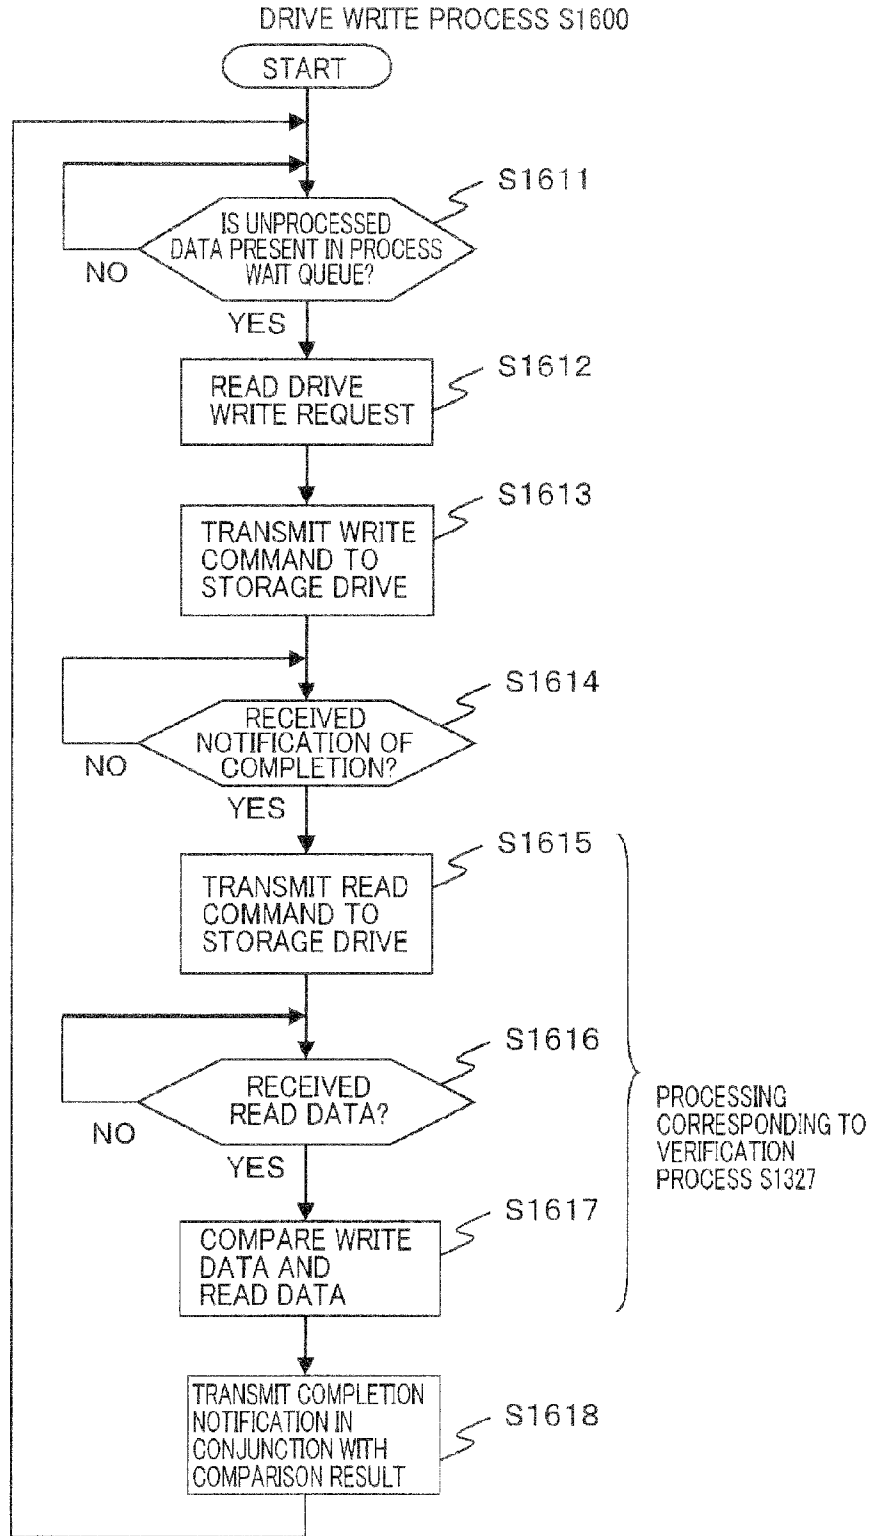 DRIVE WRITE PROCESS S1600
START
S1611
IS UNPROCESSED
DATA PRESENT IN PROCESS
WAIT QUEUE?
NO
YES
S1612
READ DRIVE
WRITE REQUEST
S1613
TRANSMIT WRITE
COMMAND TO
STORAGE DRIVE
S1614
RECEIVED
NOTIFICATION OF
COMPLETION?
NO
YES
S1615
TRANSMIT READ
COMMAND TO
STORAGE DRIVE
S1616
RECEIVED
READ DATA?
NO
YES
PROCESSING
CORRESPONDING TO
VERIFICATION
PROCESS S1327
S1617
COMPARE WRITE
DATA AND
READ DATA
S1618
TRANSMIT COMPLETION
NOTIFICATION IN
CONJUNCTION WITH
COMPARISON RESULT